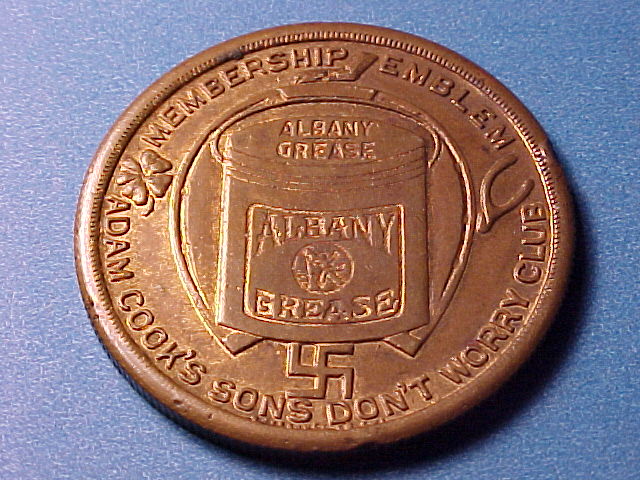 MEMBERSHIP EMBLEM
ALBANY
GREASE
ALBANY
GREASE
ADAM COOK'S SONS DON'T WORRY CLUB